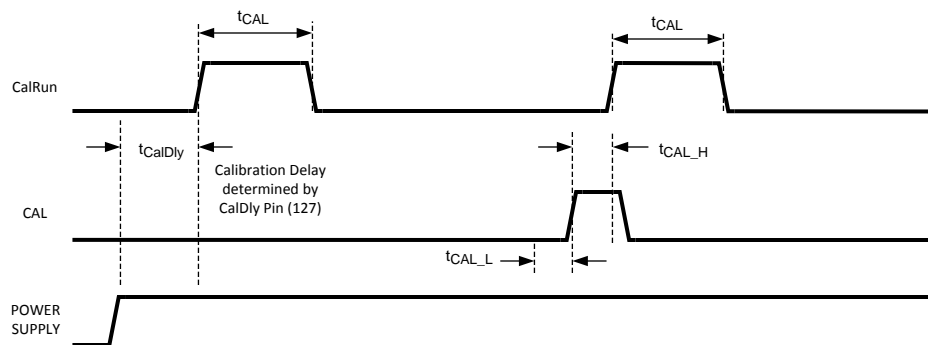 tCAL
tCAL
CalRun
tCalDly
tCAL_H
Calibration Delay
determined by
CalDly Pin (127)
CAL
tCAL_L
POWER
SUPPLY